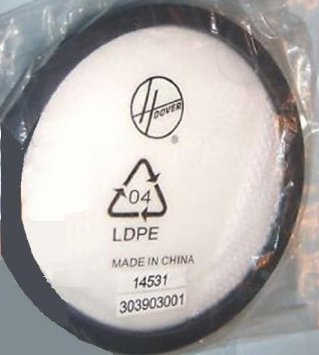 HOOVER
®
04
LDPE
MADE IN CHINA
14531
303903001